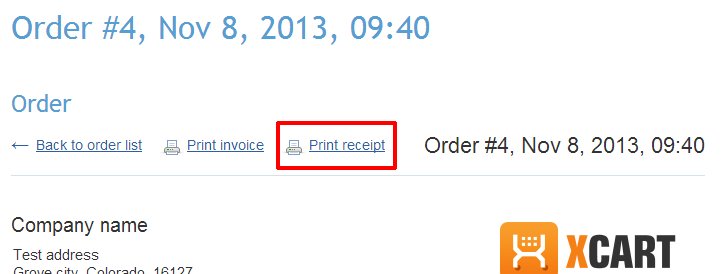 Order #4, Nov 8, 2013, 09:40
Order
← Back to order list Print invoice Print receipt Order #4, Nov 8, 2013, 09:40
Company name
XCART
Test address
Grove city, Colorado, 16127